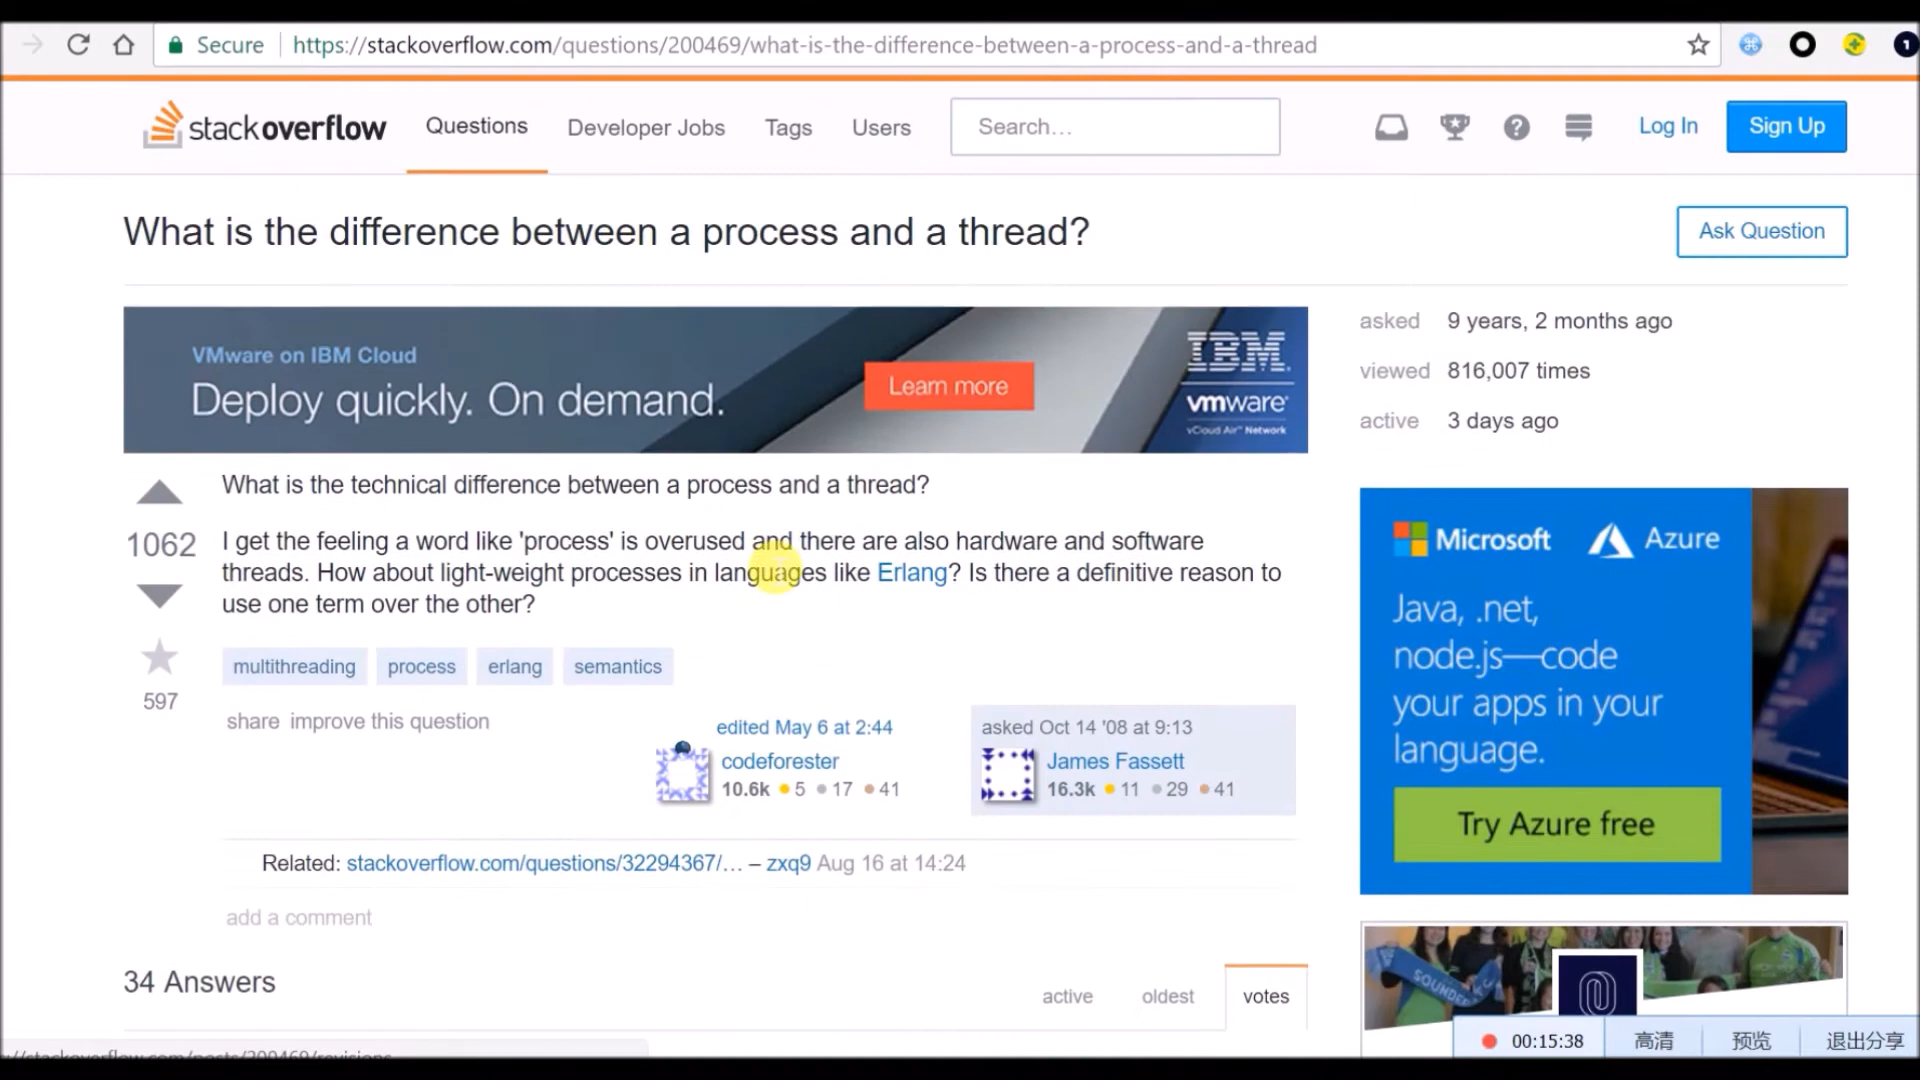 Secure
https://stackoverflow.com/questions/200469/what-is-the-difference-between-a-process-and-a-thread
1
stackoverflow
Questions
Developer Jobs
Tags
Users
Search...
?
Log In
Sign Up
What is the difference between a process and a thread?
Ask Question
VMware on IBM Cloud
Deploy quickly. On demand.
Learn more
IBM.
vmware®
vCloud Air™ Network
asked 9 years, 2 months ago
viewed 816,007 times
active 3 days ago
What is the technical difference between a process and a thread?
1062
I get the feeling a word like 'process' is overused and there are also hardware and software
threads. How about light-weight processes in languages like Erlang? Is there a definitive reason to
use one term over the other?
597
multithreading process erlang semantics
share improve this question
edited May 6 at 2:44
codeforester
10.6k 5 17 41
asked Oct 14 '08 at 9:13
James Fassett
16.3k 11 29 41
Related: stackoverflow.com/questions/32294367/… – zxq9 Aug 16 at 14:24
add a comment
34 Answers
active
oldest
votes
Microsoft Azure
Java, .net,
node.js—code
your apps in your
language.
Try Azure free
00:15:38
高清
预览
退出分享